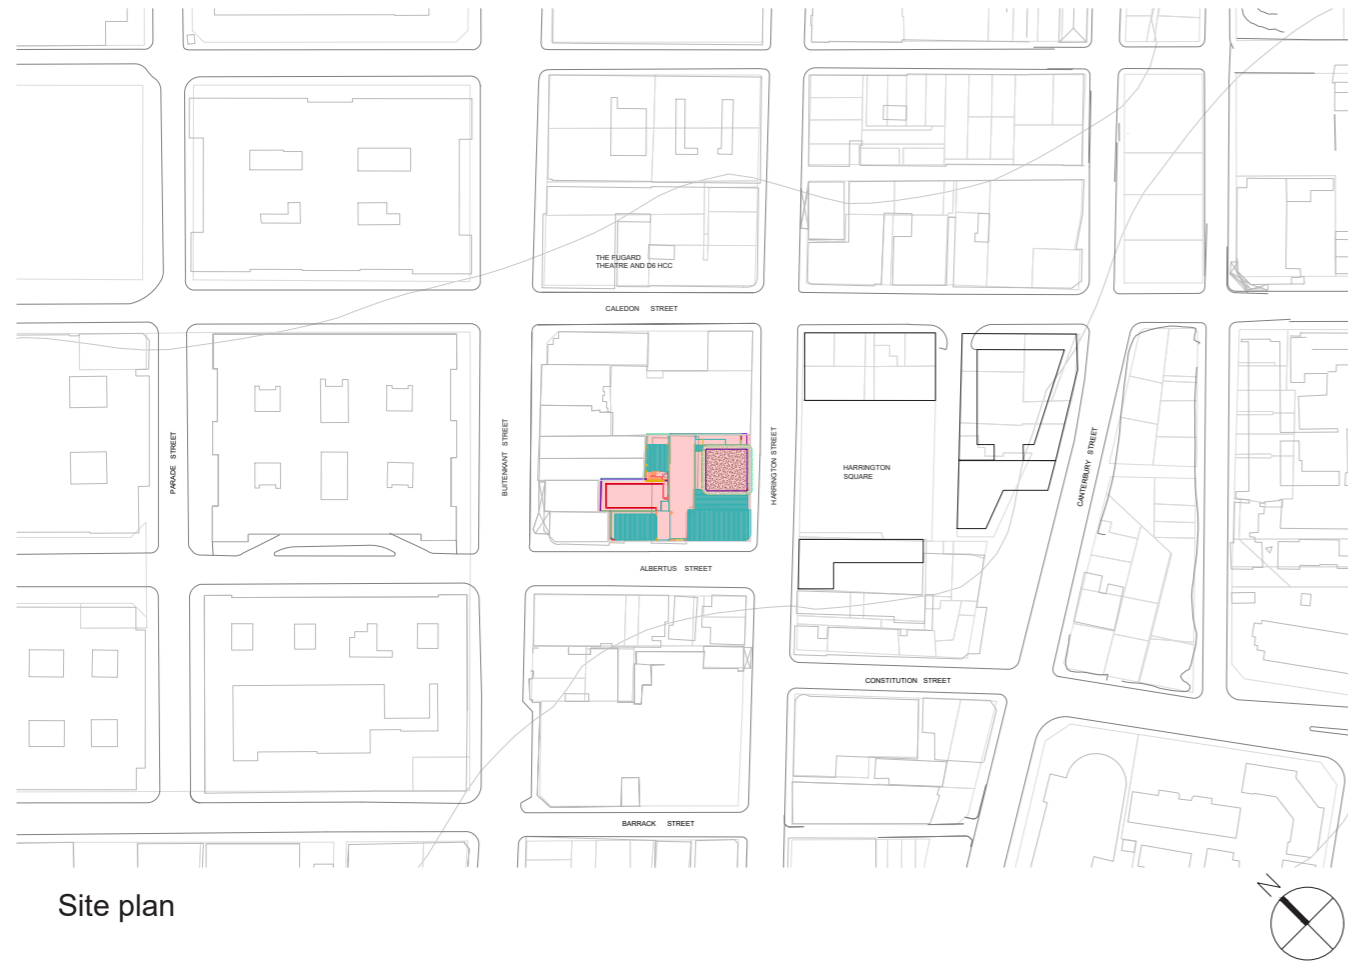 THE FUGARD
THEATRE AND D6 HCC
CALEDON STREET
PARADE STREET
BUITENKANT STREET
HARRINGTON STREET
HARRINGTON
SQUARE
CANTERBURY STREET
ALBERTUS STREET
CONSTITUTION STREET
BARRACK STREET
Site plan
N